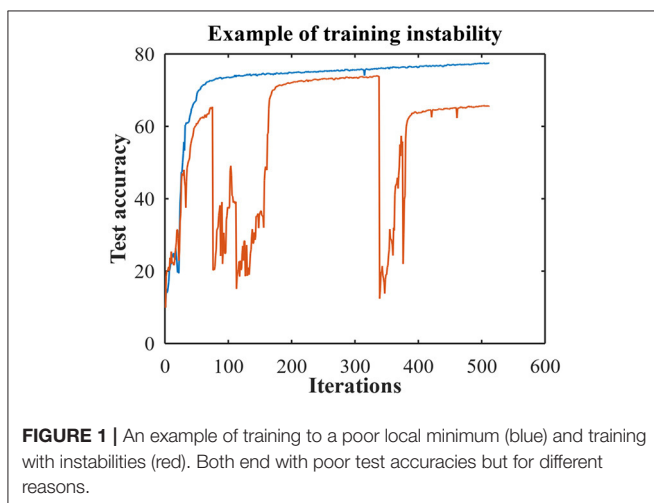 Example of training instability
80
60
40
20
0
Test accuracy
0 100 200 300 400 500 600
Iterations
FIGURE 1 | An example of training to a poor local minimum (blue) and training
with instabilities (red). Both end with poor test accuracies but for different
reasons.